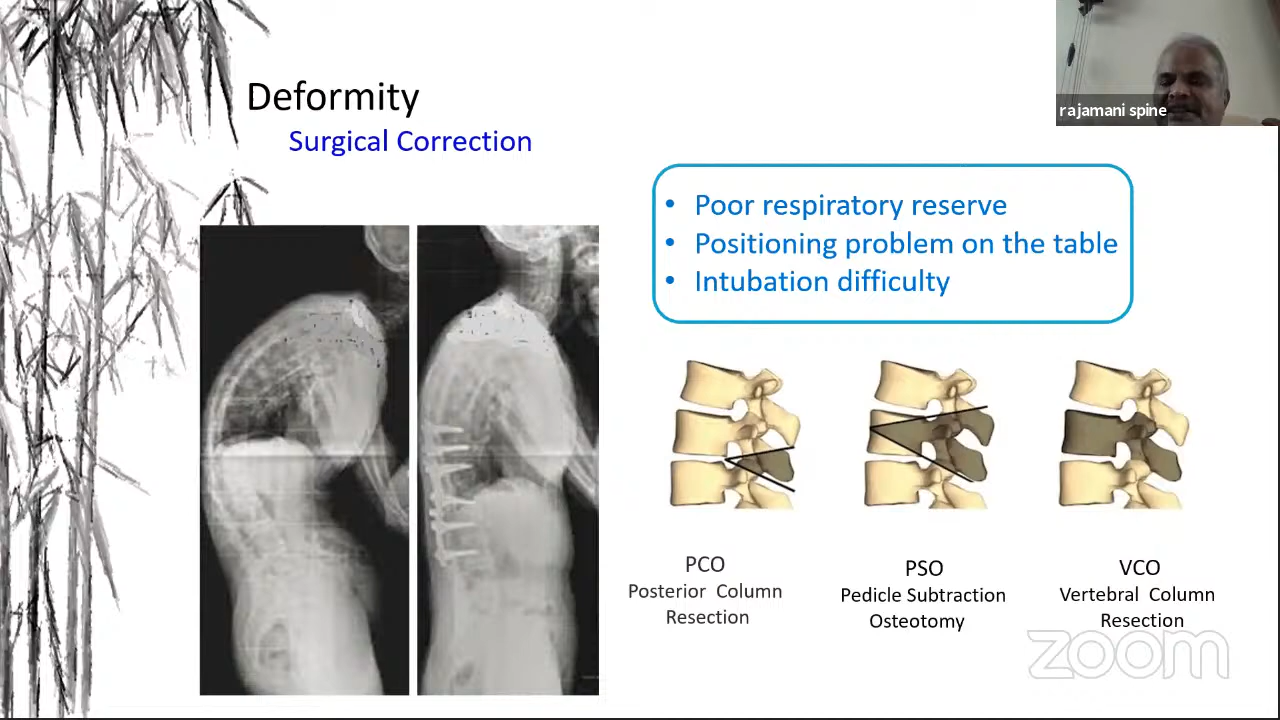 Deformity
Surgical Correction
rajamani spine
• Poor respiratory reserve
• Positioning problem on the table
• Intubation difficulty
PCO
Posterior Column
Resection
PSO
Pedicle Subtraction
Osteotomy
VCO
Vertebral Column
Resection
zoom